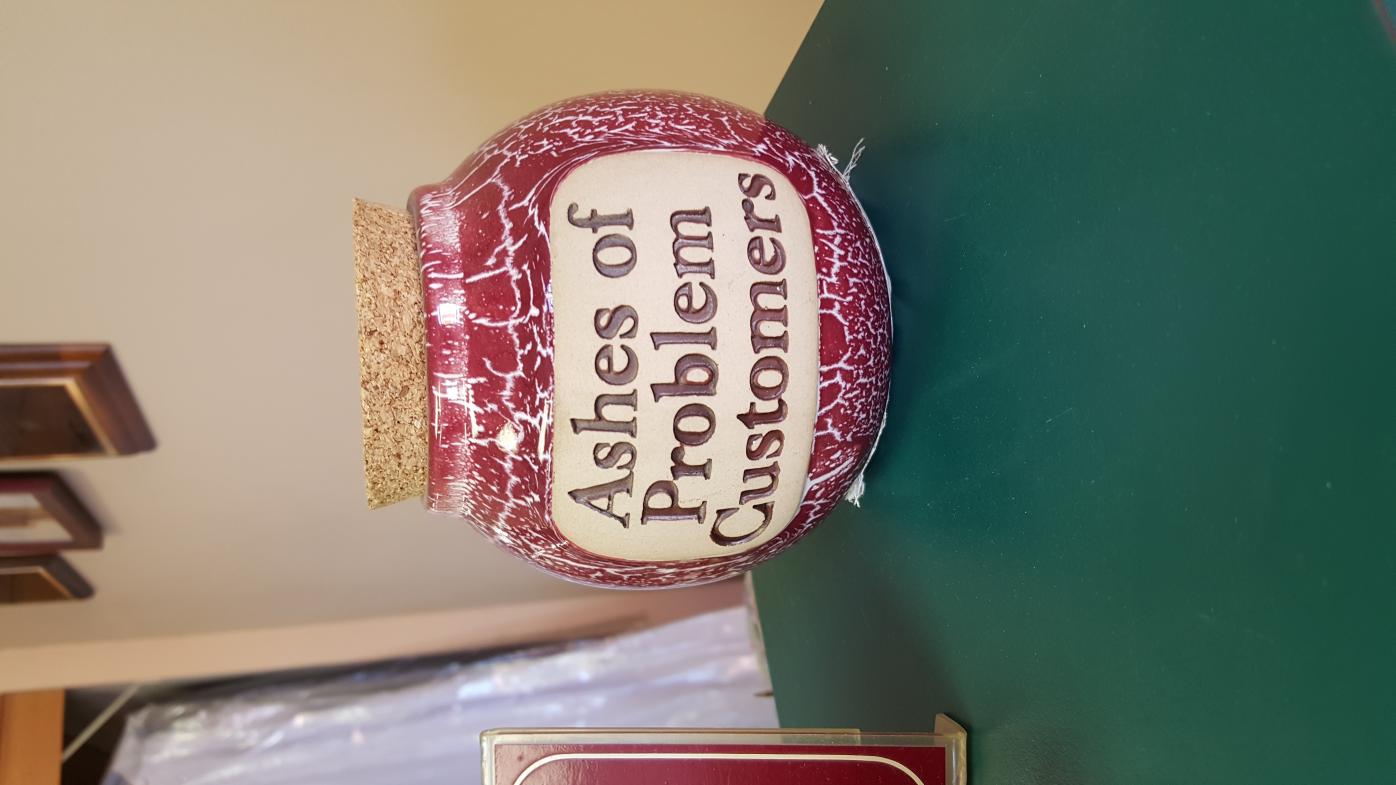 Ashes of
Problem
Customers